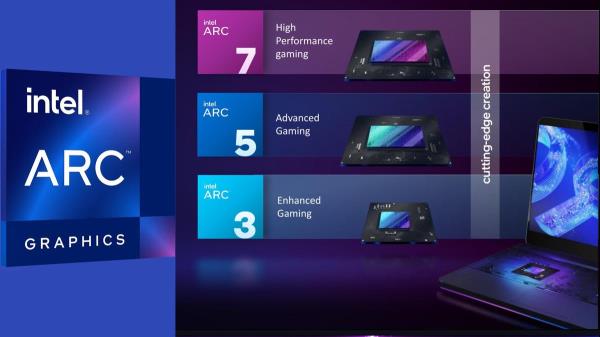 intel®
ARC™
GRAPHICS
intel
ARC
7
High
Performance
gaming
intel
ARC
5
Advanced
Gaming
intel
ARC
3
Enhanced
Gaming
cutting-edge creation